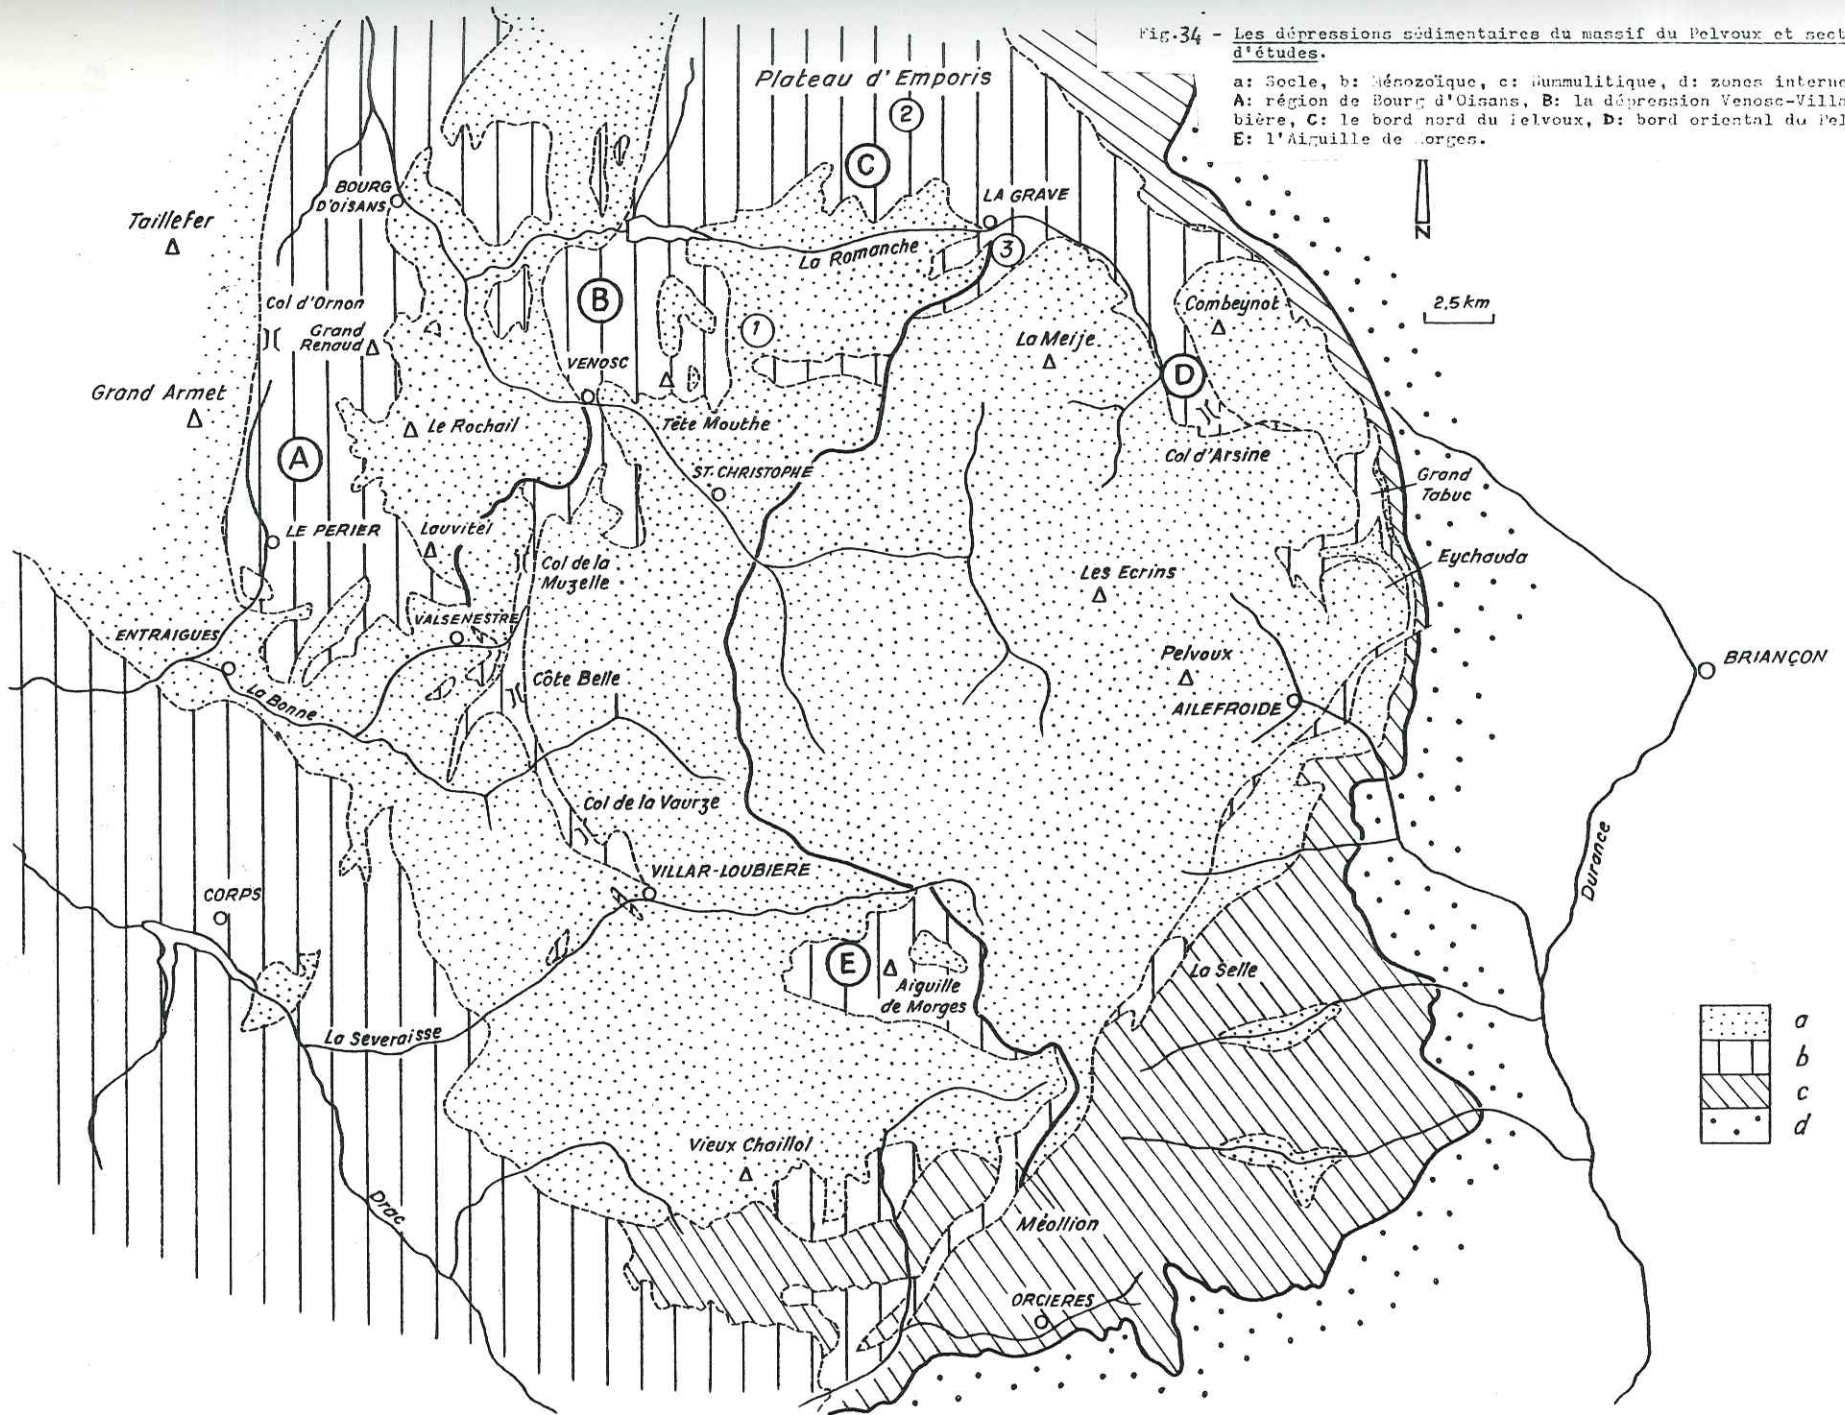 Fig.34 - Les dépressions sédimentaires du massif du Pelvoux et sect
d'études.
a: Socle, b: Mésozoïque, c: Nummulitique, d: zones interne
A: région de Bourg d'Oisans, B: la dépression Venosc-Villa
bière, C: le bord nord du Pelvoux, D: bord oriental du Pel
E: l'Aiguille de Morges.
N
2,5 km
Plateau d'Emporis
2
C
BOURG
D'OISANS
LA GRAVE
Taillefer
La Romanche
3
Col d'Ornon
B
Combeynot
Grand
Renaud
1
La Meije
VENOSC
D
Grand Armet
Le Rochail
Tête Mouthe
A
ST. CHRISTOPHE
Col d'Arsine
Grand
Tabuc
LE PERIER
Lauvitel
Col de la
Muzelle
Eychauda
Les Ecrins
VALSENESTRE
ENTRAIGUES
Pelvoux
BRIANÇON
Côte Belle
La Bonne
AILEFROIDE
Col de la Vaurze
Durance
VILLAR-LOUBIERE
CORPS
E
Aiguille
de Morges
La Selle
La Severaisse
a
b
c
d
Vieux Chaillol
Drac
Méollion
ORCIERES